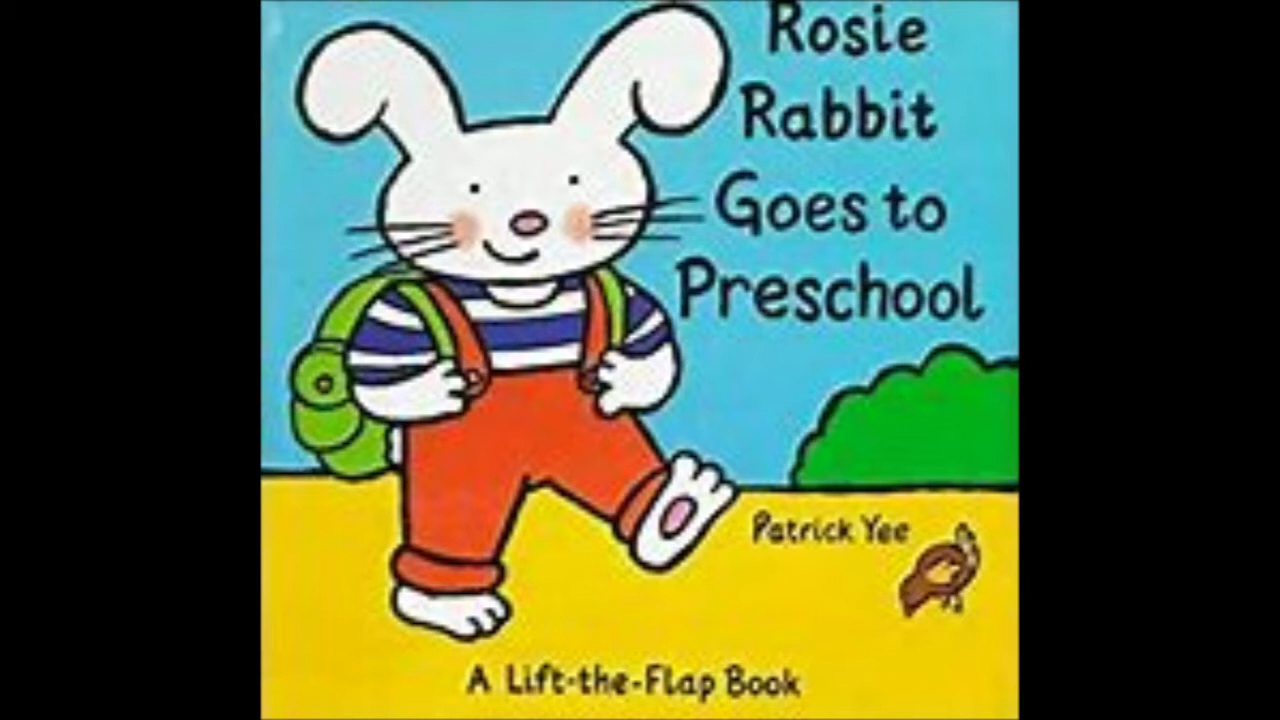 Rosie
Rabbit
Goes to
Preschool
Patrick Yee
A Lift-the-Flap Book